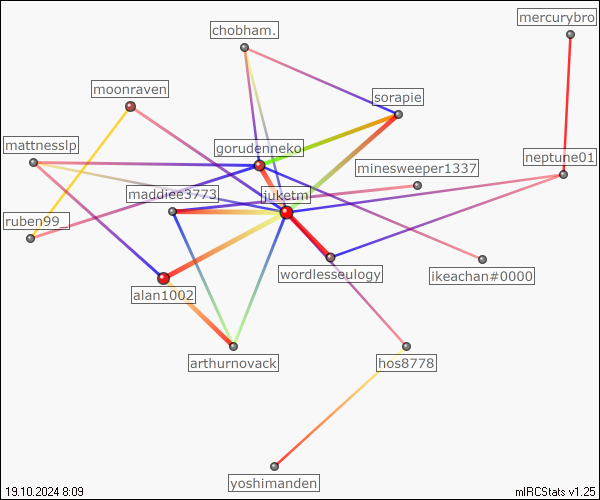 mercurybro
chobham.
moonraven
sorapie
mattnesslp
gorudenneko
neptune01
minesweeper1337
maddiee3773
juketm
ruben99_
wordlesseulogy
ikeachan#0000
alan1002
arthurnovack
hos8778
yoshimanden
19.10.2024 8:09
mIRCStats v1.25